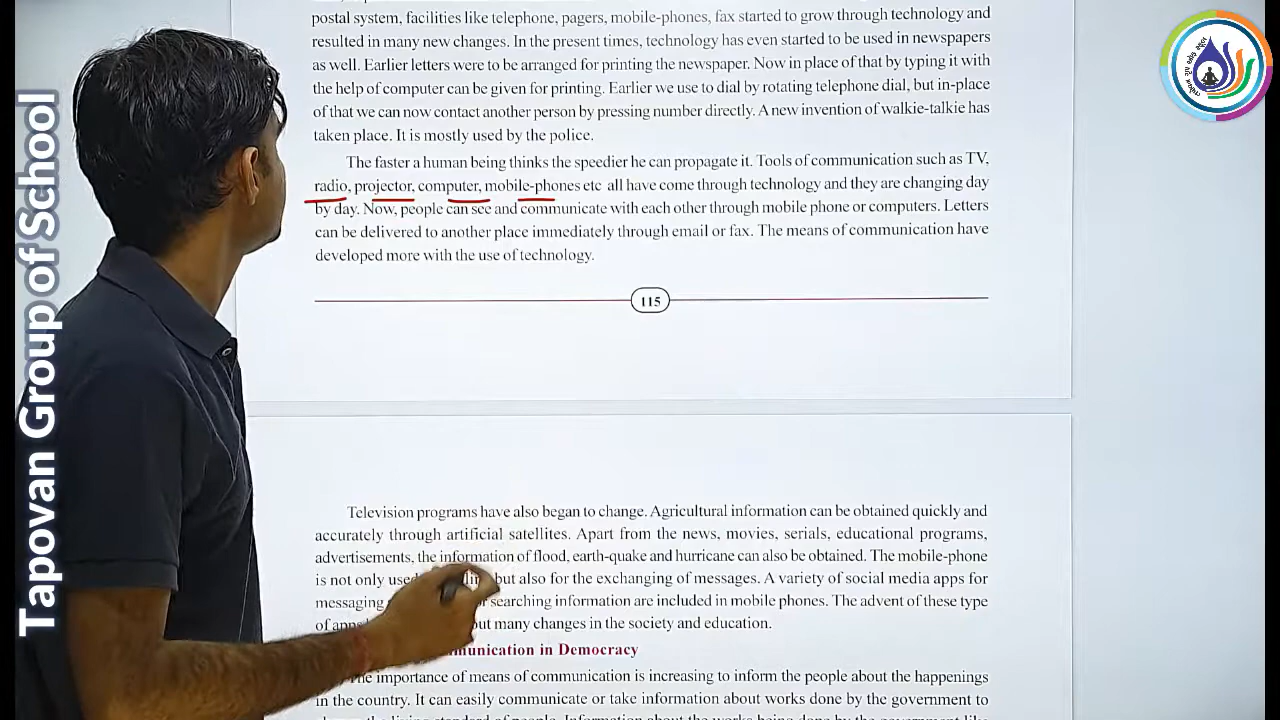 postal system, facilities like telephone, pagers, mobile-phones, fax started to grow through technology and
resulted in many new changes. In the present times, technology has even started to be used in newspapers
as well. Earlier letters were to be arranged for printing the newspaper. Now in place of that by typing it with
the help of computer can be given for printing. Earlier we use to dial by rotating telephone dial, but in-place
of that we can now contact another person by pressing number directly. A new invention of walkie-talkie has
taken place. It is mostly used by the police.
The faster a human being thinks the speedier he can propagate it. Tools of communication such as TV,
radio, projector, computer, mobile-phones etc all have come through technology and they are changing day
by day. Now, people can see and communicate with each other through mobile phone or computers. Letters
can be delivered to another place immediately through email or fax. The means of communication have
developed more with the use of technology.
115
Television programs have also began to change. Agricultural information can be obtained quickly and
accurately through artificial satellites. Apart from the news, movies, serials, educational programs,
advertisements, the information of flood, earth-quake and hurricane can also be obtained. The mobile-phone
is not only used but also for the exchanging of messages. A variety of social media apps for
messaging searching information are included in mobile phones. The advent of these type
of many changes in the society and education.
in Democracy
importance of means of communication is increasing to inform the people about the happenings
in the country. It can easily communicate or take information about works done by the government to
Tapovan Group of School